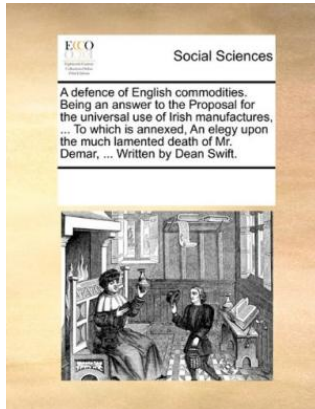 ECCO
Social Sciences
A defence of English commodities.
Being an answer to the Proposal for
the universal use of Irish manufactures,
... To which is annexed, An elegy upon
the much lamented death of Mr.
Demar, ... Written by Dean Swift.